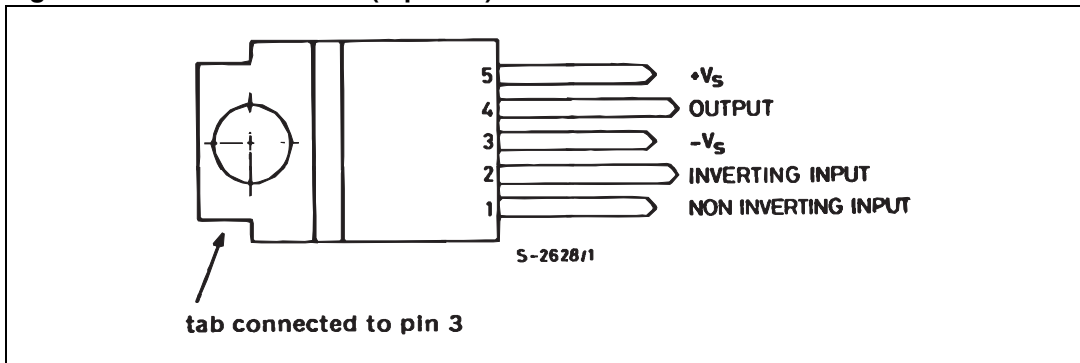 5 +Vs
4 OUTPUT
3 -Vs
2 INVERTING INPUT
1 NON INVERTING INPUT
S-2628/1
tab connected to pin 3